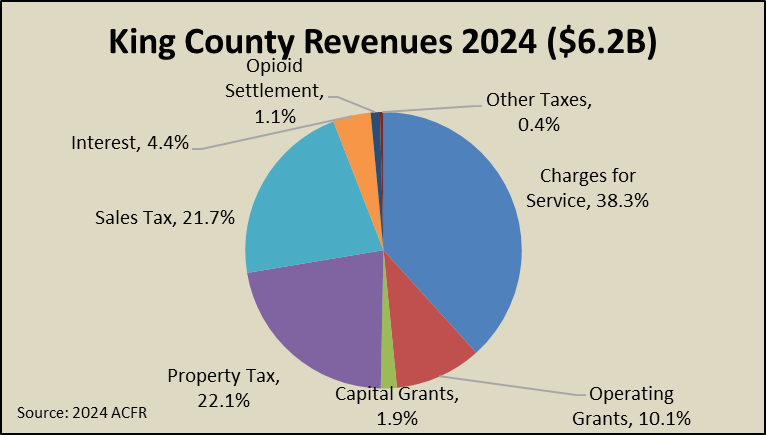 King County Revenues 2024 ($6.2B)
Opioid
Settlement,
1.1%
Other Taxes,
0.4%
Interest, 4.4%
Charges for
Service, 38.3%
Sales Tax, 21.7%
Property Tax,
22.1%
Capital Grants,
1.9%
Operating
Grants, 10.1%
Source: 2024 ACFR